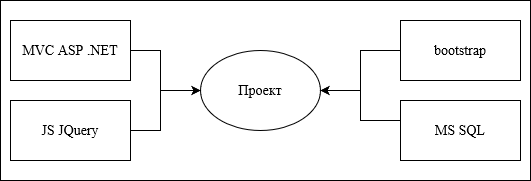 MVC ASP .NET
bootstrap
Проект
JS JQuery
MS SQL